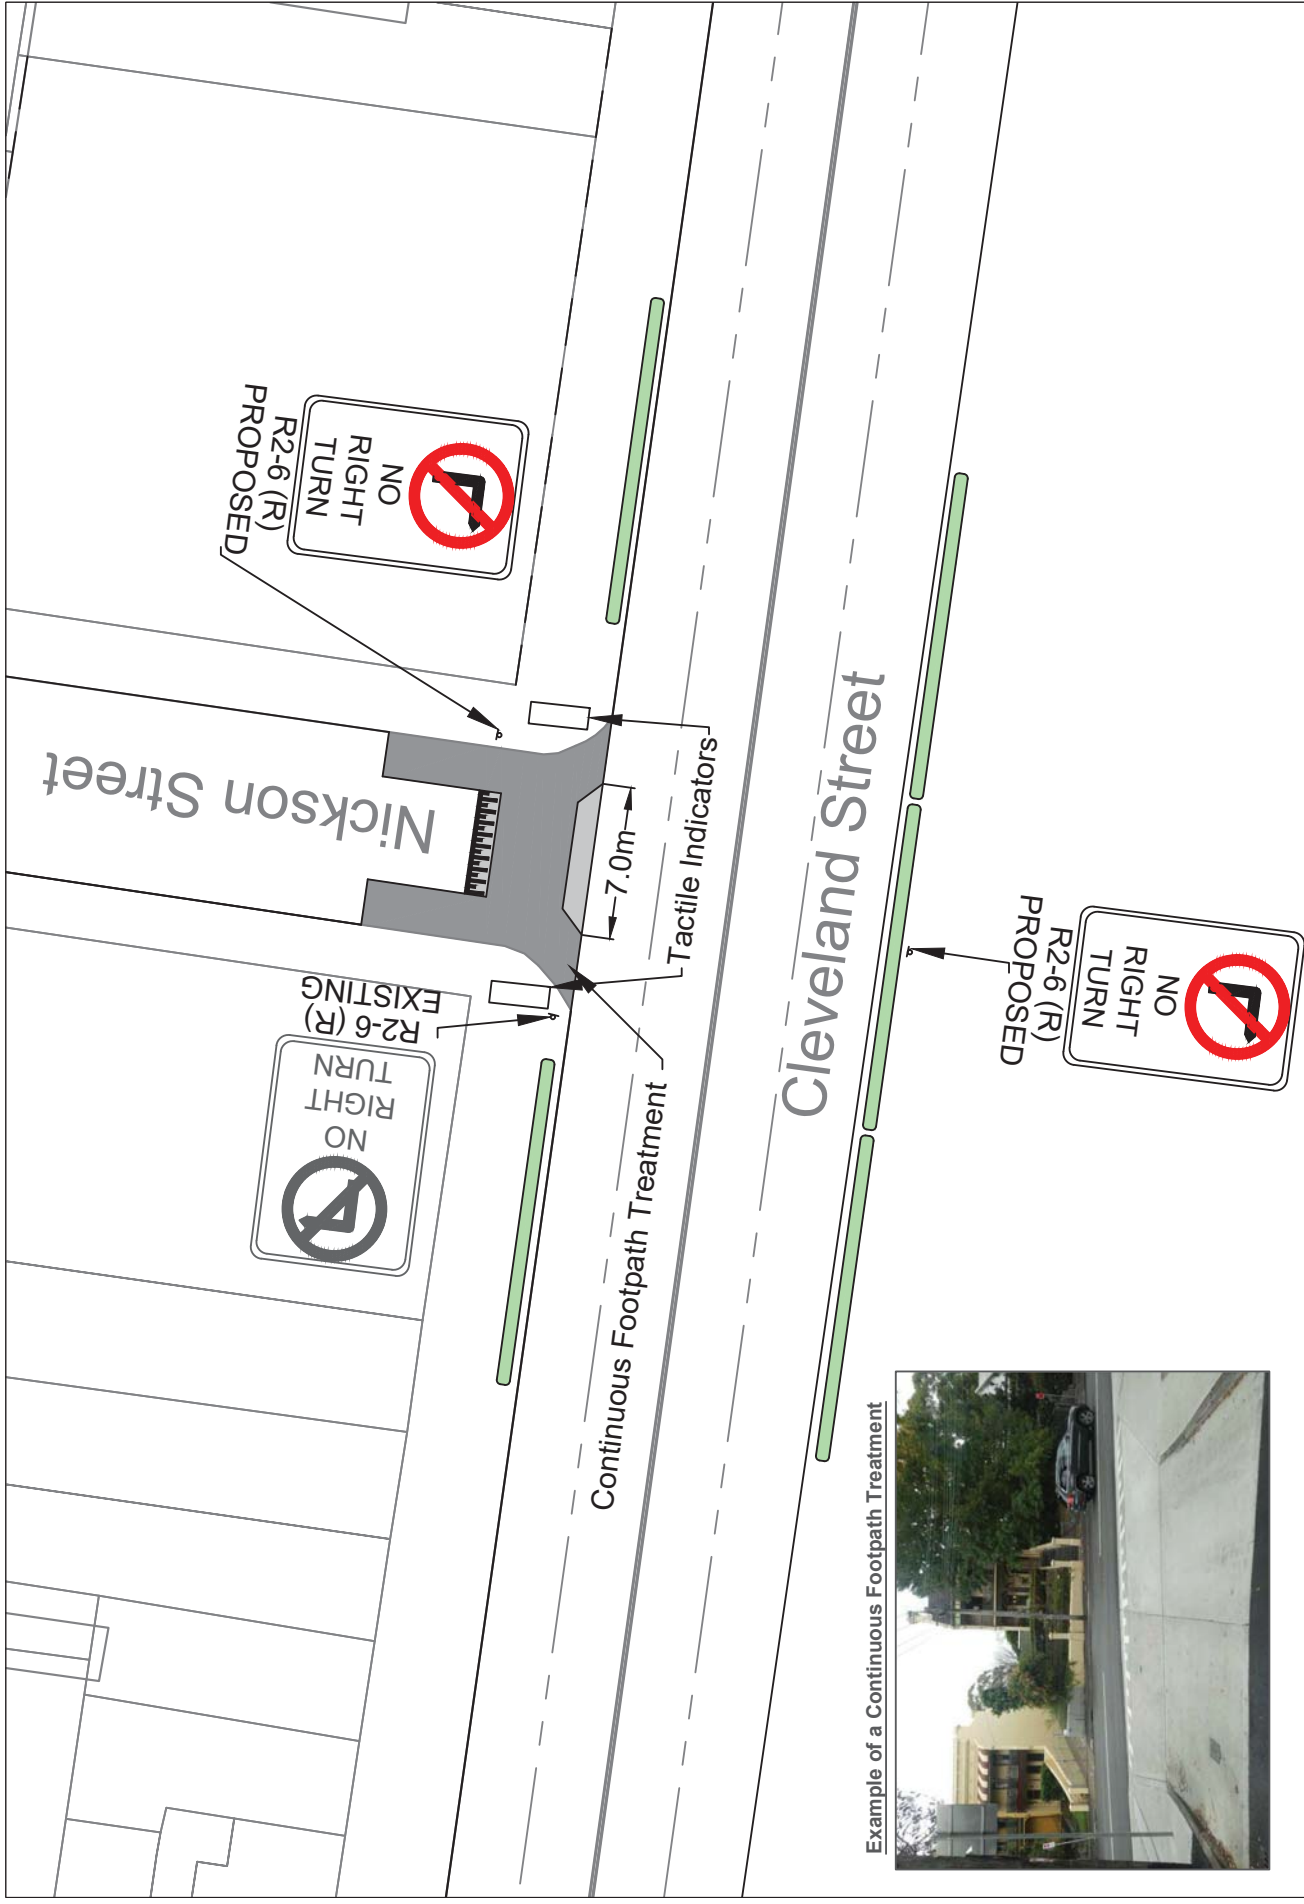 NO
RIGHT
TURN
R2-6 (R)
PROPOSED
Nickson Street
7.0m
Tactile Indicators
Cleveland Street
NO
RIGHT
TURN
R2-6 (R)
PROPOSED
R2-6 (R)
EXISTING
NO
RIGHT
TURN
Continuous Footpath Treatment
Example of a Continuous Footpath Treatment